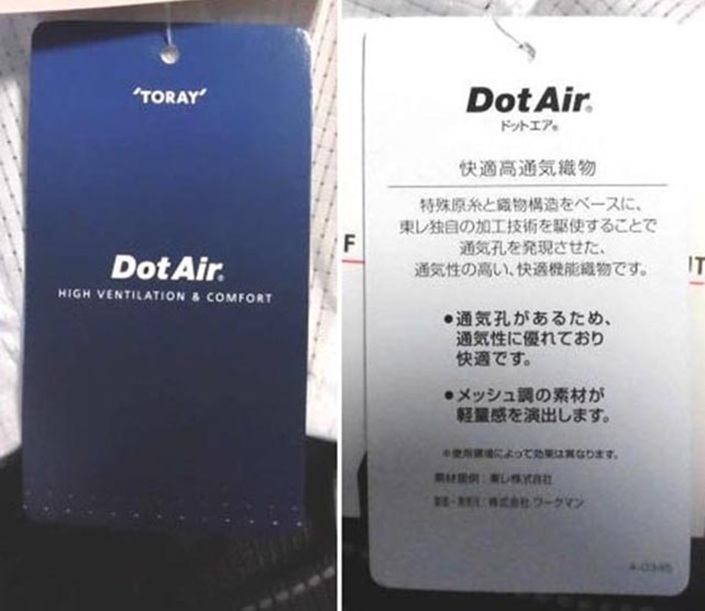 'TORAY'
DotAir®
HIGH VENTILATION & COMFORT
DotAir®
ドットエア®
快適高通気織物
特殊原糸と織物構造をベースに、
東レ独自の加工技術を駆使することで
通気孔を発現させた、
通気性の高い、快適機能織物です。
●通気孔があるため、
通気性に優れており
快適です。
●メッシュ調の素材が
軽量感を演出します。
※使用環境によって効果は異なります。
素材提供：東レ株式会社
株式会社 ワークマン
F
UT